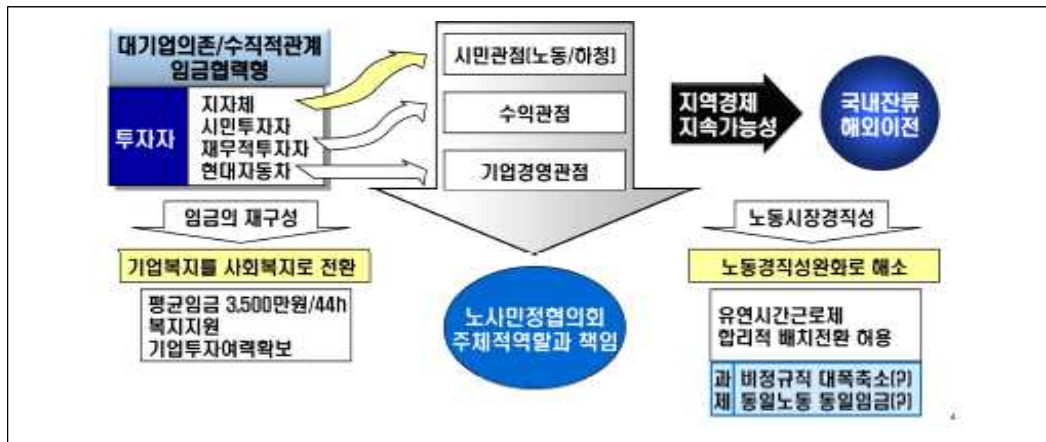 대기업의존/수직적관계
임금협력형
투자자
지자체
시민투자자
재무적투자자
현대자동차
시민관점(노동/하청)
수익관점
기업경영관점
지역경제
지속가능성
국내잔류
해외이전
임금의 재구성
기업복지를 사회복지로 전환
평균임금 3,500만원/44h
복지지원
기업투자여력확보
노사민정협의회
주체적역할과 책임
노동시장경직성
노동경직성완화로 해소
유연시간근로제
합리적 배치전환 허용
과 비정규직 대폭축소(?)
제 동일노동 동일임금(?)
4